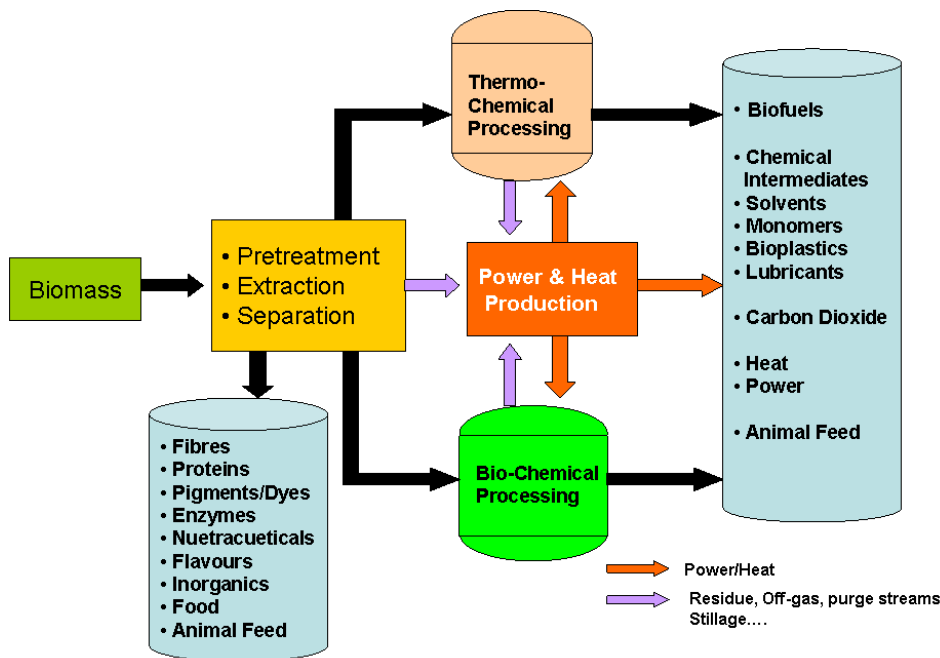 Thermo-
Chemical
Processing
• Biofuels
• Chemical
Intermediates
• Solvents
• Monomers
• Bioplastics
• Lubricants
• Carbon Dioxide
• Heat
• Power
• Animal Feed
Biomass
• Pretreatment
• Extraction
• Separation
Power & Heat
Production
• Fibres
• Proteins
• Pigments/Dyes
• Enzymes
• Nuetracueticals
• Flavours
• Inorganics
• Food
• Animal Feed
Bio-Chemical
Processing
Power/Heat
Residue, Off-gas, purge streams
Stillage....